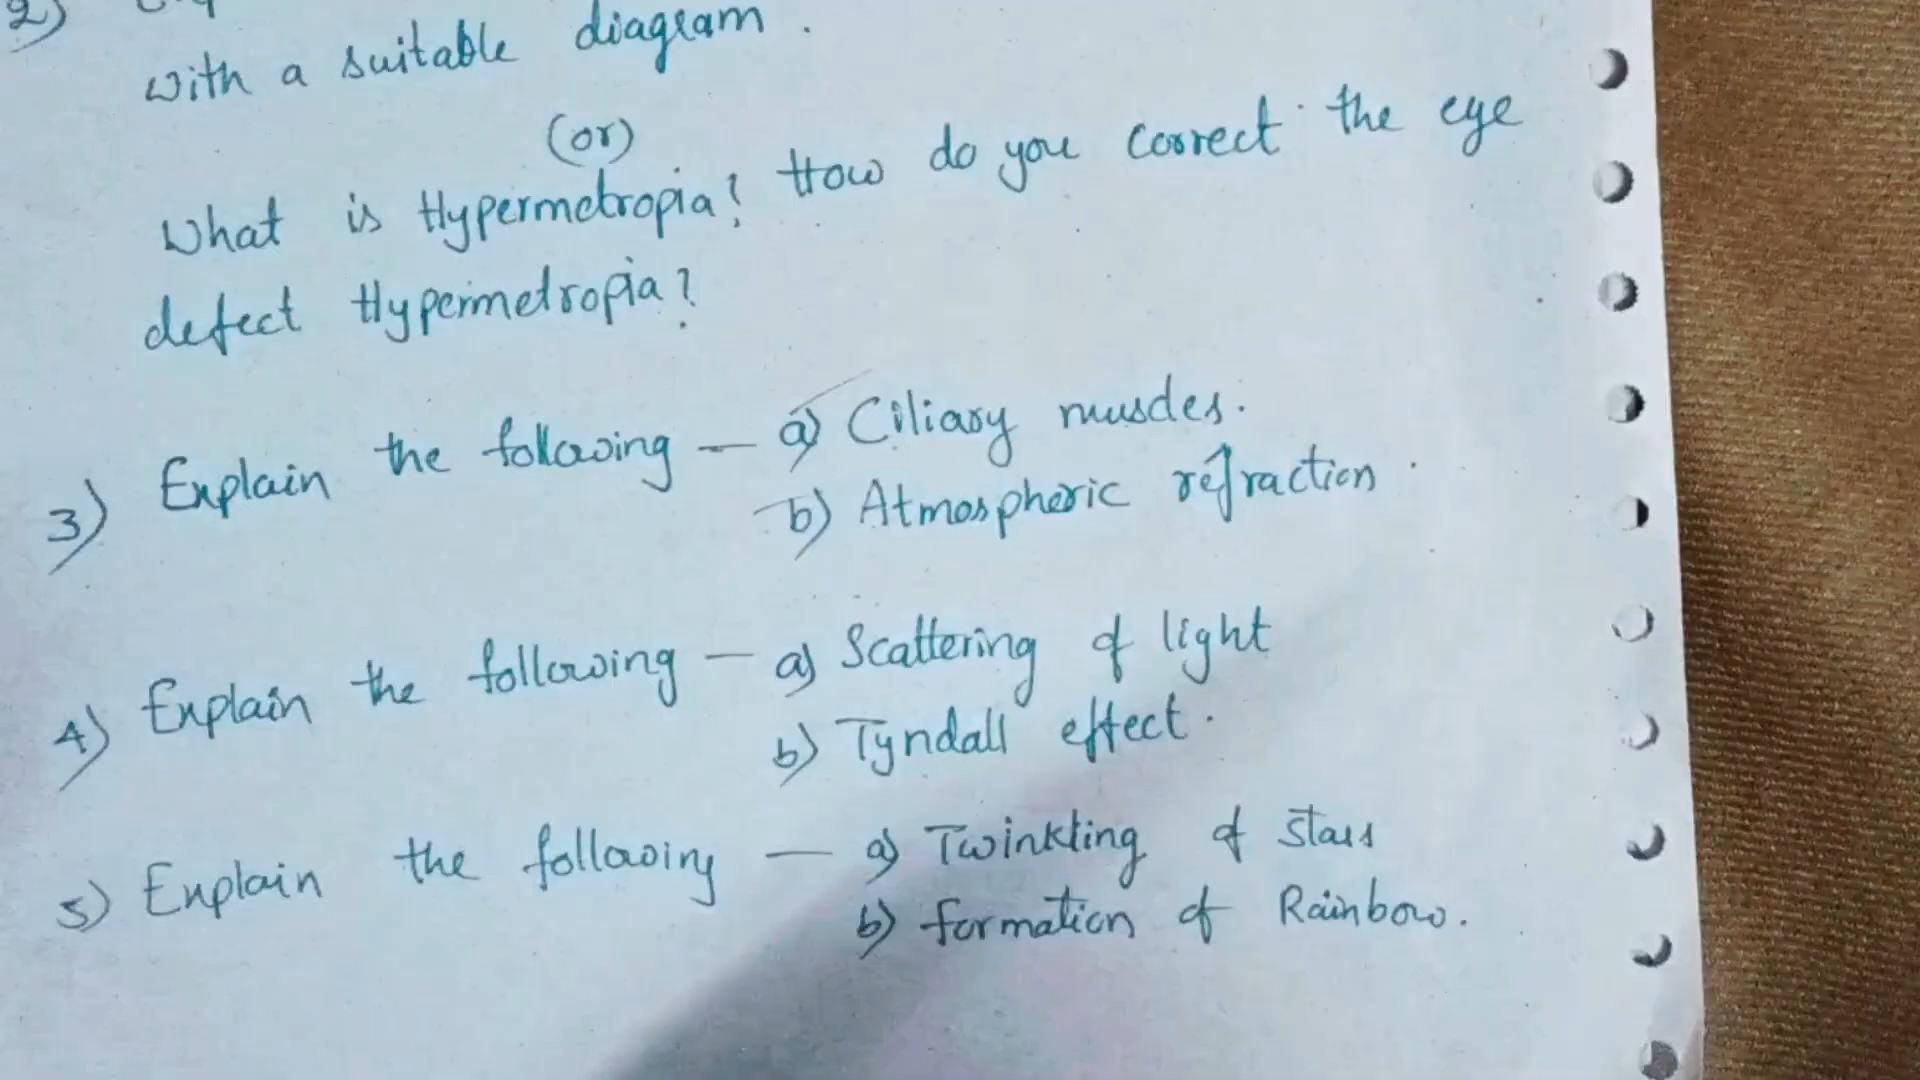 2)
with a suitable diagram.
(or)
What is Hypermetropia? How do you correct the eye
defect Hypermetropia?
3) Explain the following — a) Ciliary muscles.
b) Atmospheric refraction
4) Explain the following — a) Scattering of light
b) Tyndall effect.
5) Explain the following — a) Twinkling of stars
b) formation of Rainbow.